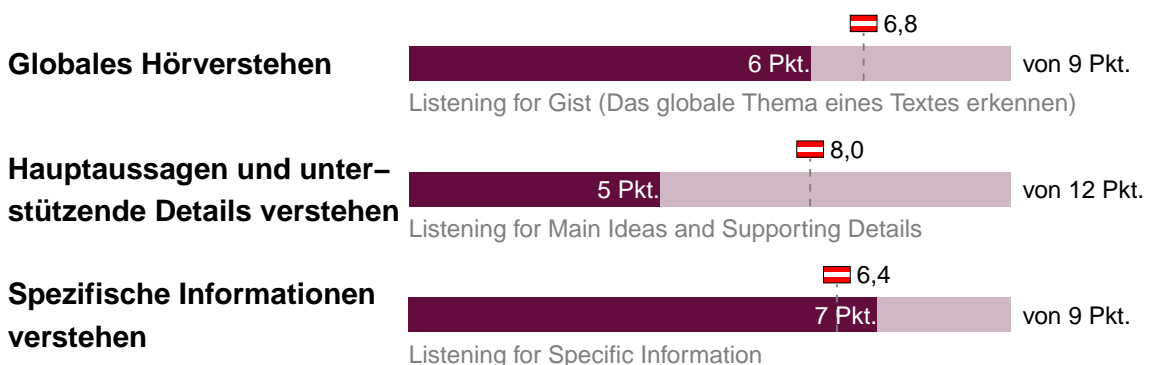 6,8
Globales Hörverstehen
6 Pkt.
von 9 Pkt.
Listening for Gist (Das globale Thema eines Textes erkennen)
8,0
Hauptaussagen und unter–
stützende Details verstehen
5 Pkt.
von 12 Pkt.
Listening for Main Ideas and Supporting Details
6,4
Spezifische Informationen
verstehen
7 Pkt.
von 9 Pkt.
Listening for Specific Information